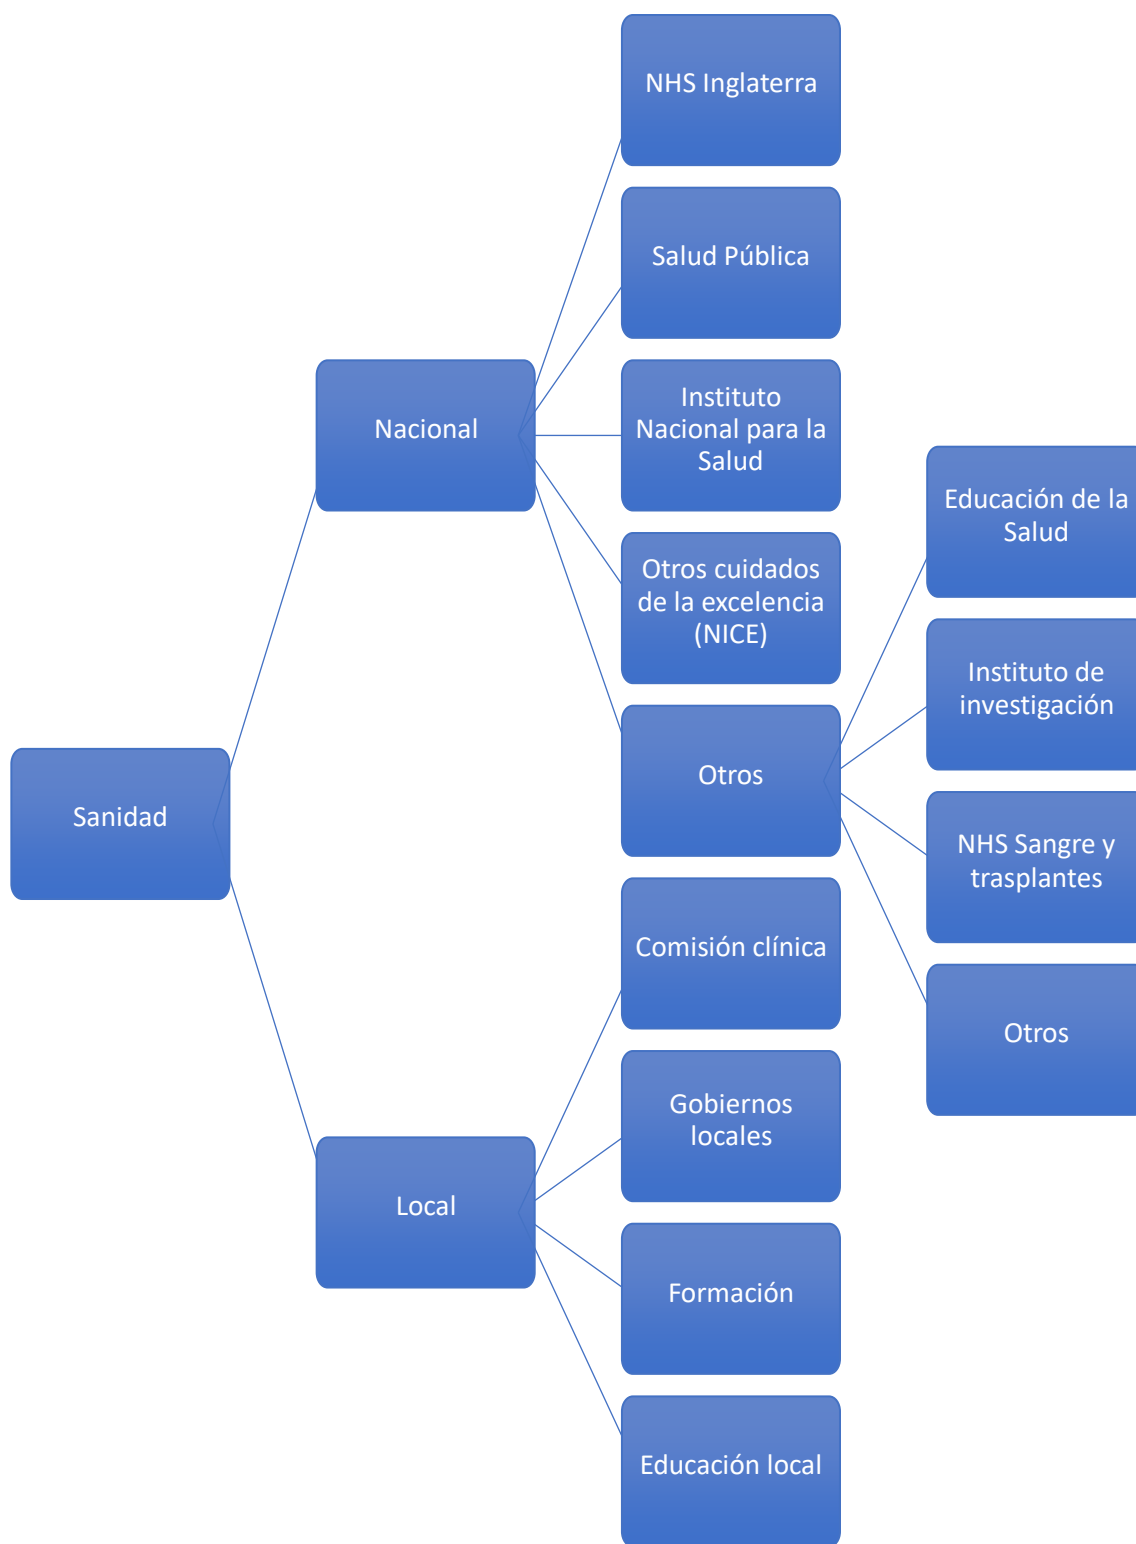 Sanidad
Nacional
NHS Inglaterra
Salud Pública
Instituto
Nacional para la
Salud
Otros cuidados
de la excelencia
(NICE)
Otros
Educación de la
Salud
Instituto de
investigación
NHS Sangre y
trasplantes
Otros
Local
Comisión clínica
Gobiernos
locales
Formación
Educación local